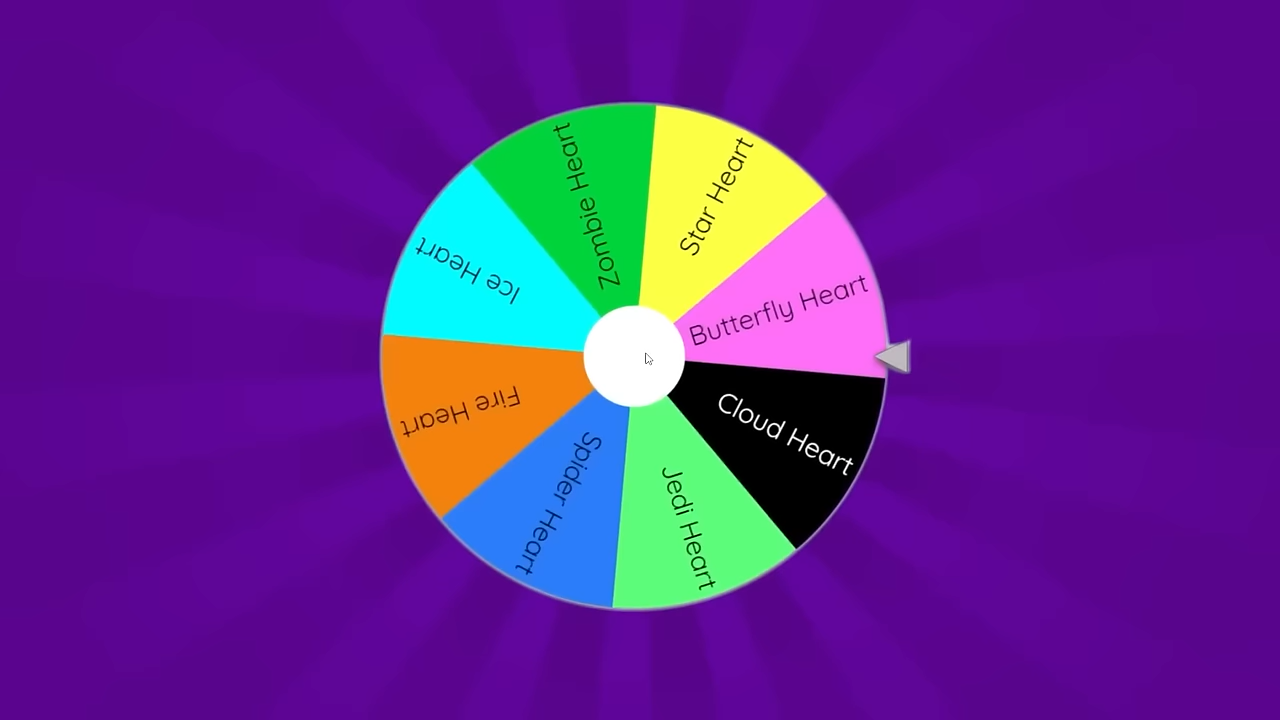 Zombie Heart
Star Heart
Butterfly Heart
Cloud Heart
Jedi Heart
Spider Heart
Fire Heart
Ice Heart